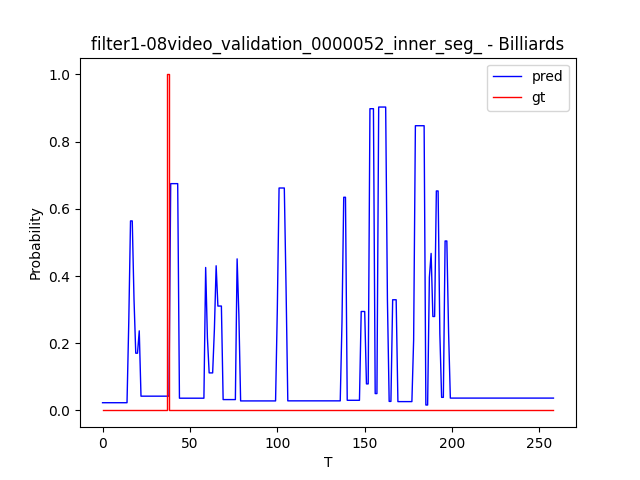 filter1-08video_validation_0000052_inner_seg_ - Billiards
pred
gt
1.0
0.8
0.6
0.4
0.2
0.0
Probability
0
50
100
150
200
250
T